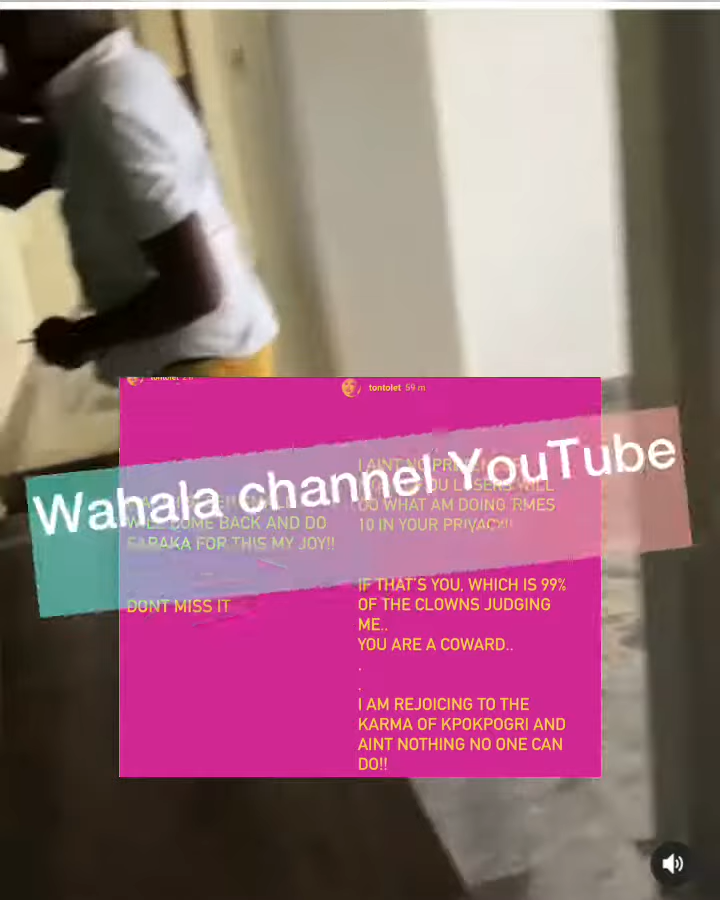 tontolet
tontolet 59 m
Wahala channel YouTube
WILL COME BACK AND DO
SARAKA FOR THIS MY JOY!!
DONT MISS IT
I AINT NO
WILL
DO WHAT AM DOING TIMES
10 IN YOUR PRIVACY!!
IF THAT'S YOU, WHICH IS 99%
OF THE CLOWNS JUDGING
ME..
YOU ARE A COWARD..
.
.
I AM REJOICING TO THE
KARMA OF KPOKPOGRI AND
AINT NOTHING NO ONE CAN
DO!!